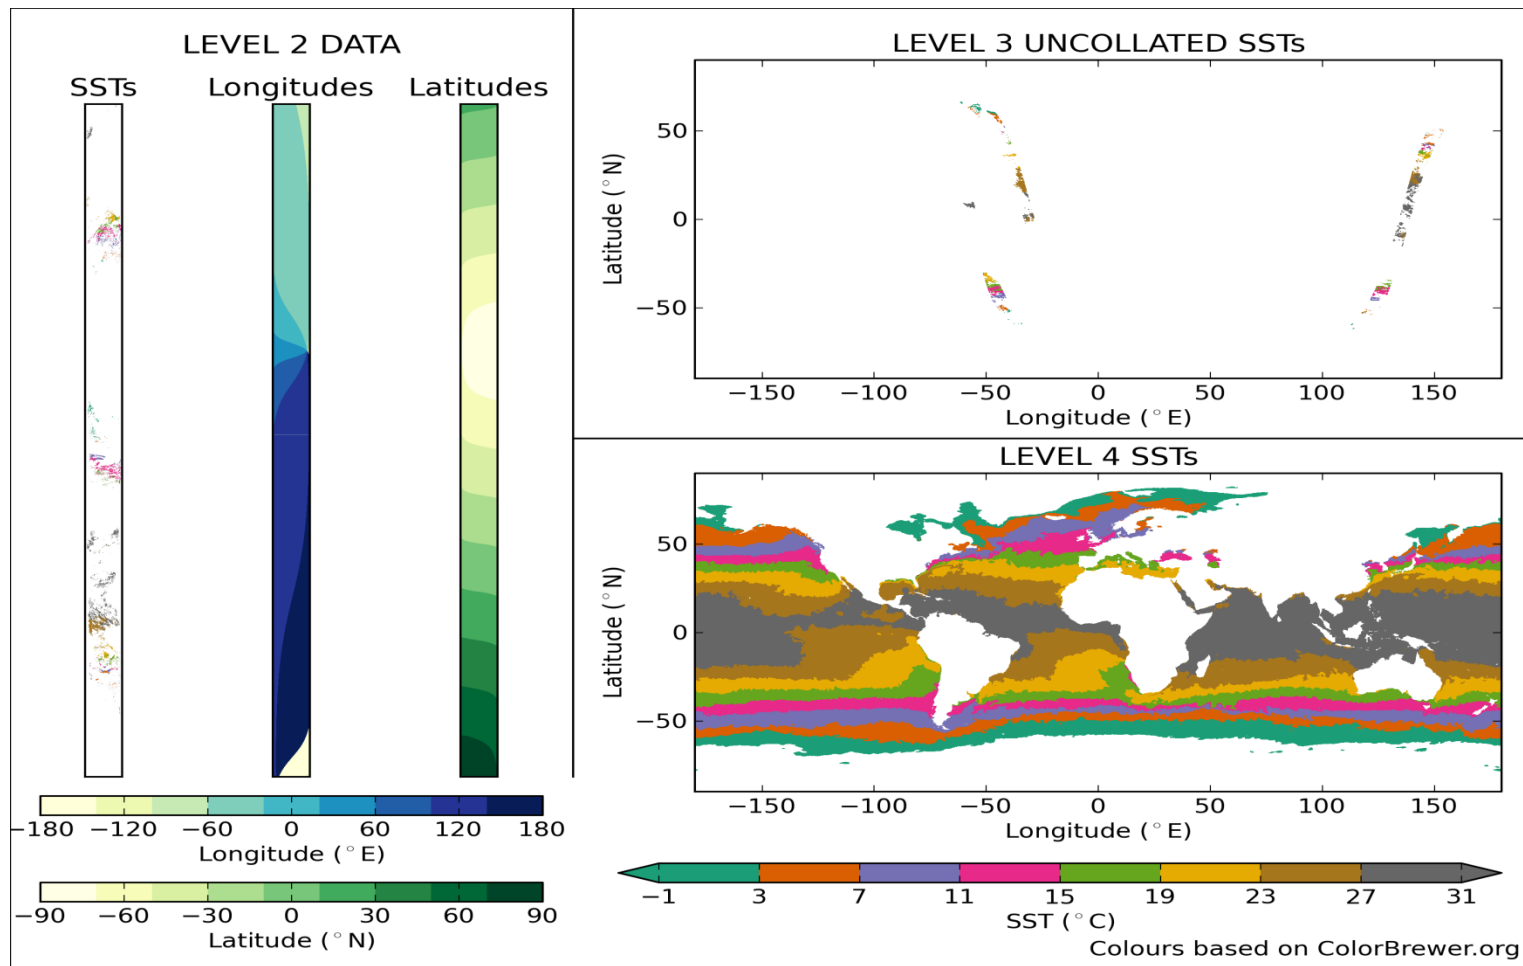 LEVEL 2 DATA
SSTs Longitudes Latitudes
−180 −120 −60 0 60 120 180
Longitude (°E)
−90 −60 −30 0 30 60 90
Latitude (°N)
LEVEL 3 UNCOLLATED SSTs
50
0
−50
Latitude (°N)
−150 −100 −50 0 50 100 150
Longitude (°E)
LEVEL 4 SSTs
50
0
−50
Latitude (°N)
−150 −100 −50 0 50 100 150
Longitude (°E)
−1 3 7 11 15 19 23 27 31
SST (°C)
Colours based on ColorBrewer.org